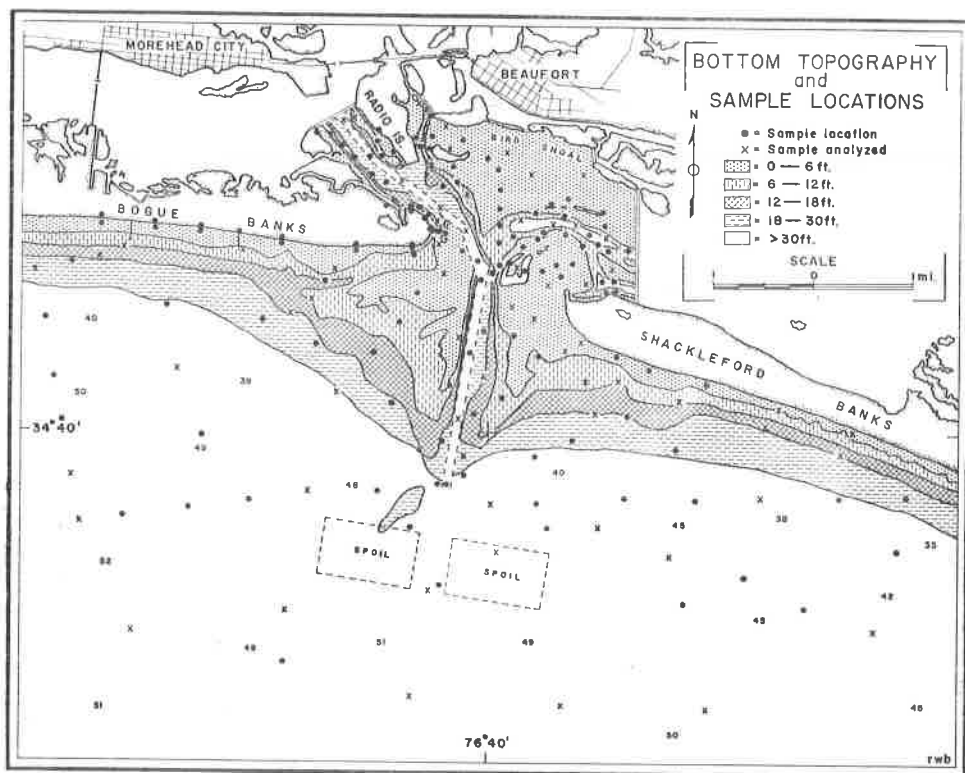 MOREHEAD CITY
BEAUFORT
RADIO IS.
BIRD SHOAL
BOTTOM TOPOGRAPHY
and
SAMPLE LOCATIONS
N
• = Sample location
x = Sample analyzed
= 0 — 6 ft.
= 6 — 12 ft.
= 12 — 18 ft.
= 18 — 30 ft.
= >30 ft.
SCALE
0
1 mi.
BOGUE BANKS
SHACKLEFORD BANKS
40
39
50
34° 40'
49
48
40
45
38
35
SPOIL
SPOIL
52
42
45
48
51
49
51
46
50
76° 40'
rwb